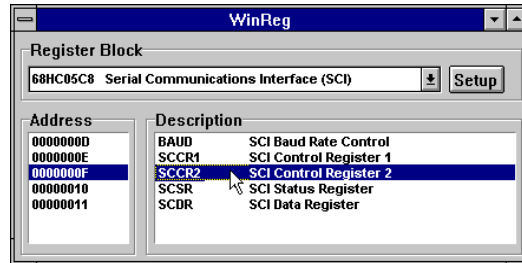 WinReg
Register Block
68HC05C8 Serial Communications Interface (SCI)
Setup
Address
Description
0000000D BAUD SCI Baud Rate Control
0000000E SCCR1 SCI Control Register 1
0000000F SCCR2 SCI Control Register 2
00000010 SCSR SCI Status Register
00000011 SCDR SCI Data Register